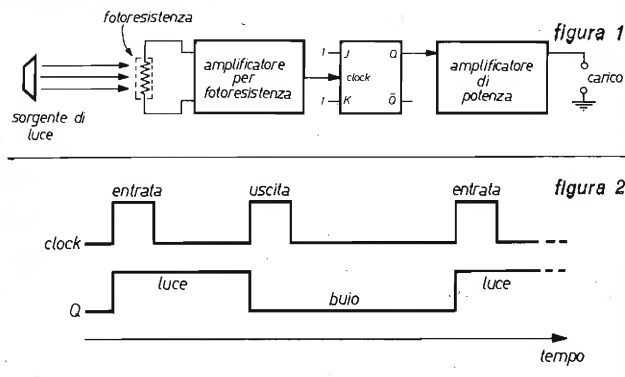 fotoresistenza
figura 1
sorgente di
luce
amplificatore
per
fotoresistenza
1 J Q
clock
1 K Q̅
amplificatore
di
potenza
carico
figura 2
entrata uscita entrata
clock
luce buio luce
Q
tempo